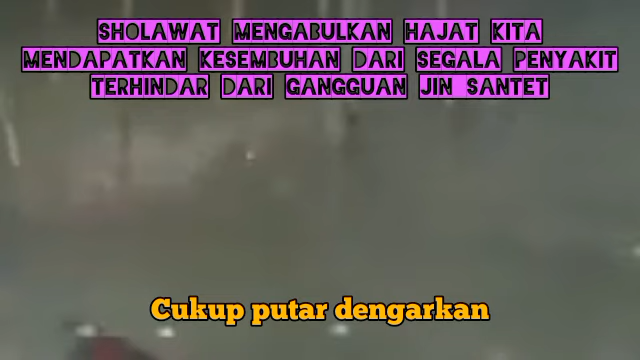 SHOLAWAT MENGABULKAN HAJAT KITA
MENDAPATKAN KESEMBUHAN DARI SEGALA PENYAKIT
TERHINDAR DARI GANGGUAN JIN SANTET
Cukup putar dengarkan